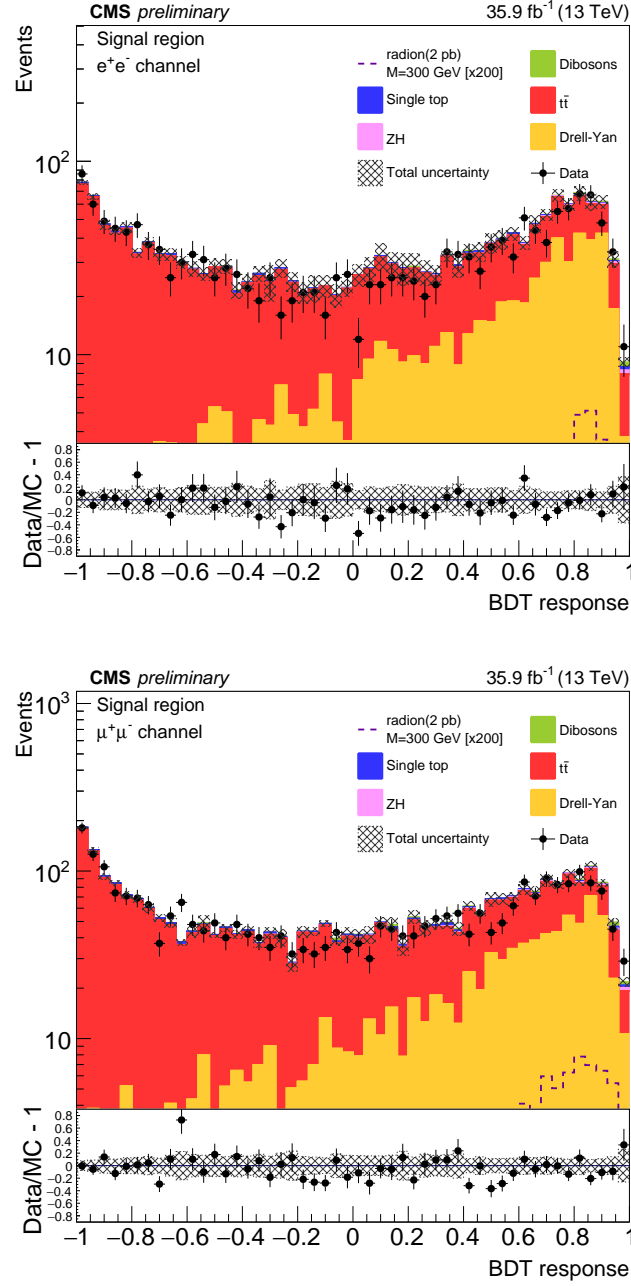 CMS preliminary 35.9 fb⁻¹ (13 TeV)
Events
Signal region
e⁺e⁻ channel
radion(2 pb)
M=300 GeV [x200]
Dibosons
Single top
tt̄
ZH
Drell-Yan
Total uncertainty
Data
10²
10
Data/MC - 1
0.8
0.6
0.4
0.2
0
−0.2
−0.4
−0.6
−0.8
−1 −0.8 −0.6 −0.4 −0.2 0 0.2 0.4 0.6 0.8 1
BDT response
CMS preliminary 35.9 fb⁻¹ (13 TeV)
Events
Signal region
μ⁺μ⁻ channel
radion(2 pb)
M=300 GeV [x200]
Dibosons
Single top
tt̄
ZH
Drell-Yan
Total uncertainty
Data
10³
10²
10
Data/MC - 1
0.8
0.6
0.4
0.2
0
−0.2
−0.4
−0.6
−0.8
−1 −0.8 −0.6 −0.4 −0.2 0 0.2 0.4 0.6 0.8 1
BDT response